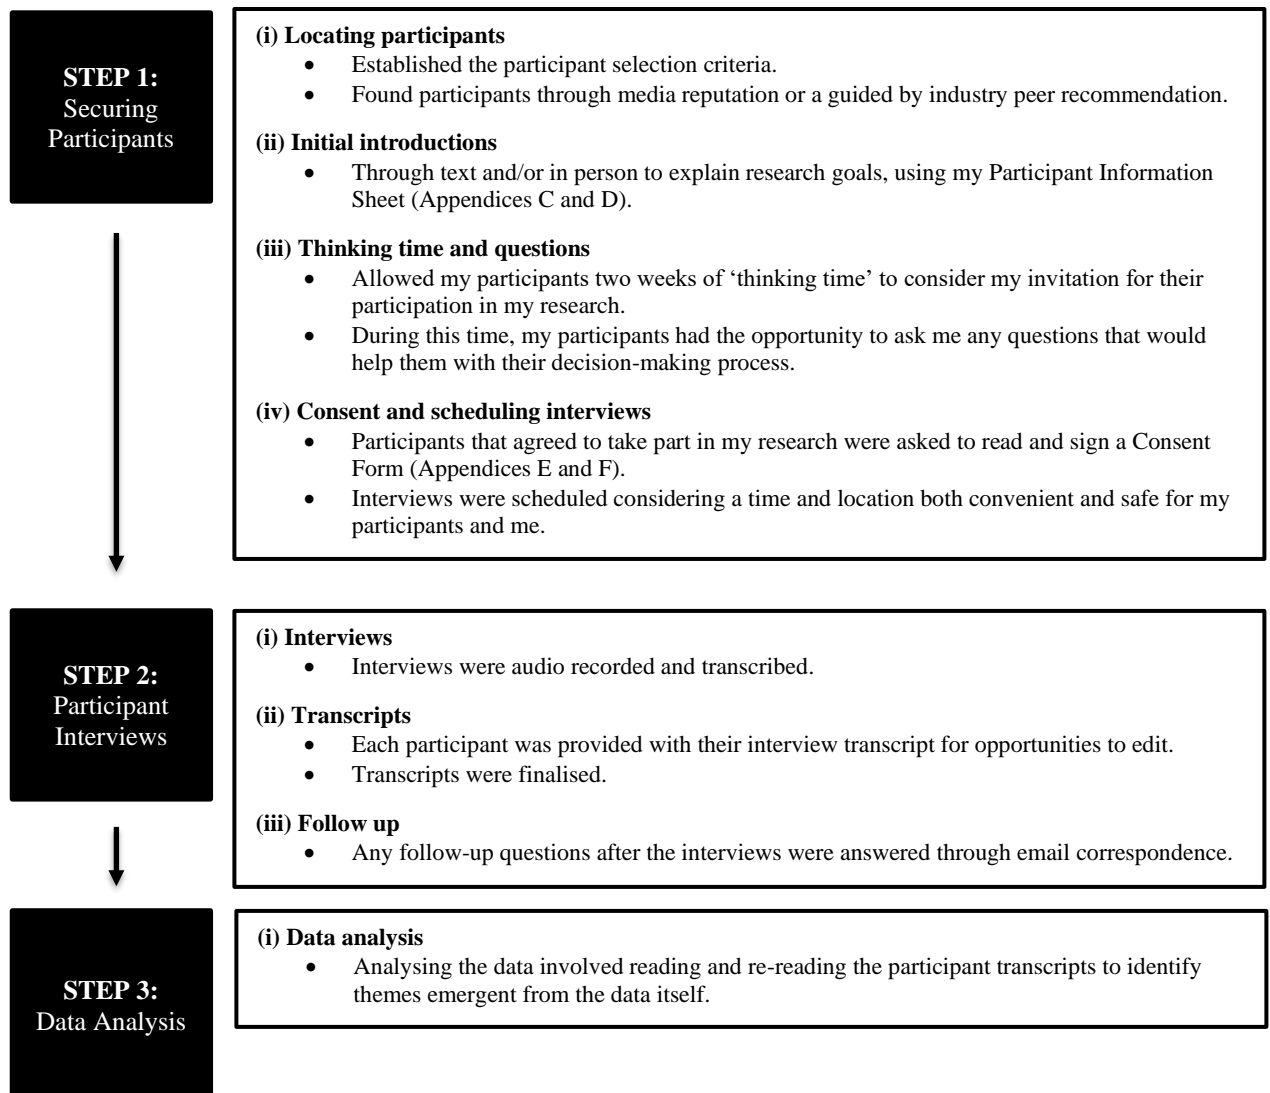 STEP 1:
Securing
Participants
(i) Locating participants
• Established the participant selection criteria.
• Found participants through media reputation or a guided by industry peer recommendation.
(ii) Initial introductions
• Through text and/or in person to explain research goals, using my Participant Information
Sheet (Appendices C and D).
(iii) Thinking time and questions
• Allowed my participants two weeks of ‘thinking time’ to consider my invitation for their
participation in my research.
• During this time, my participants had the opportunity to ask me any questions that would
help them with their decision-making process.
(iv) Consent and scheduling interviews
• Participants that agreed to take part in my research were asked to read and sign a Consent
Form (Appendices E and F).
• Interviews were scheduled considering a time and location both convenient and safe for my
participants and me.
STEP 2:
Participant
Interviews
(i) Interviews
• Interviews were audio recorded and transcribed.
(ii) Transcripts
• Each participant was provided with their interview transcript for opportunities to edit.
• Transcripts were finalised.
(iii) Follow up
• Any follow-up questions after the interviews were answered through email correspondence.
STEP 3:
Data Analysis
(i) Data analysis
• Analysing the data involved reading and re-reading the participant transcripts to identify
themes emergent from the data itself.